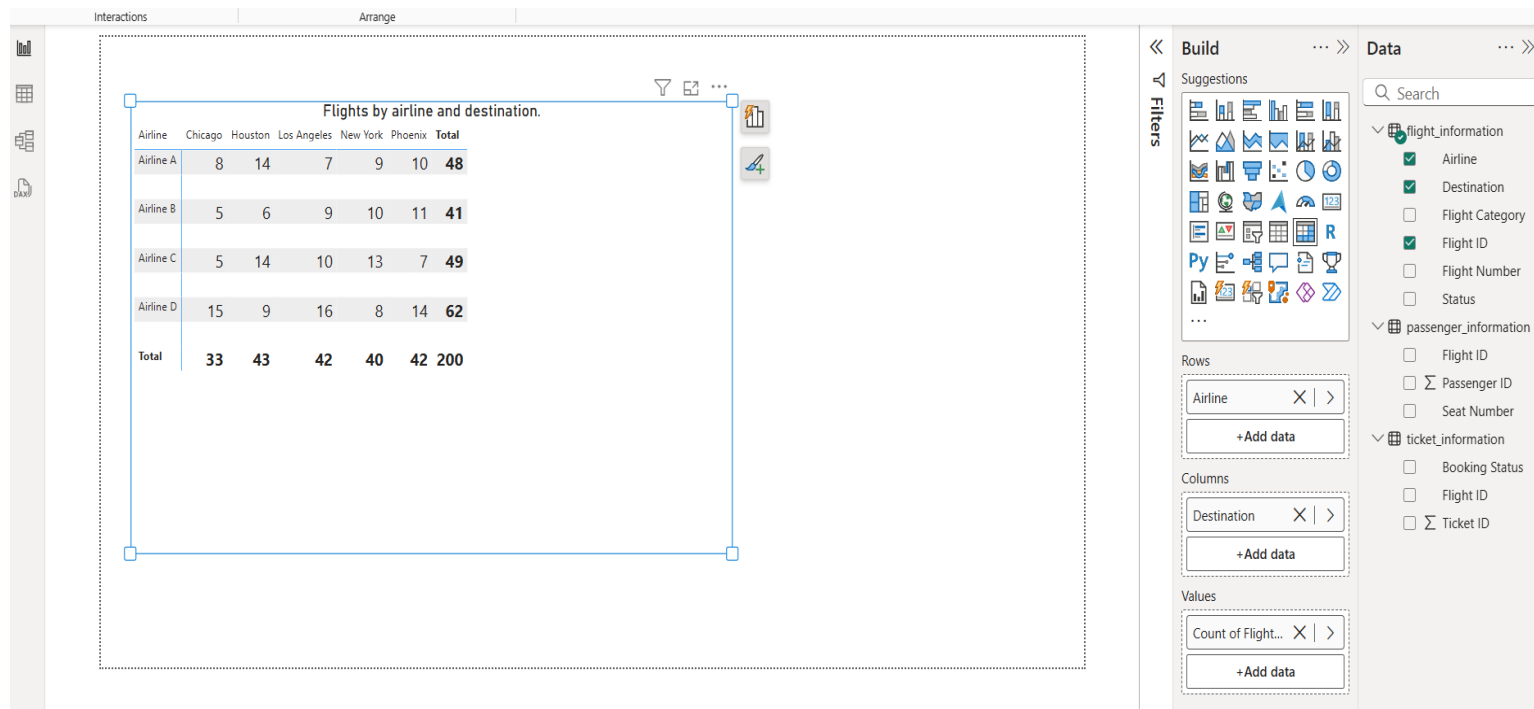 Interactions Arrange
Flights by airline and destination.
Airline Chicago Houston Los Angeles New York Phoenix Total
Airline A 8 14 7 9 10 48
Airline B 5 6 9 10 11 41
Airline C 5 14 10 13 7 49
Airline D 15 9 16 8 14 62
Total 33 43 42 40 42 200
DAX
Filters
Build
Suggestions
123
R
Py
123
Rows
Airline
+Add data
Columns
Destination
+Add data
Values
Count of Flight...
+Add data
Data
Search
flight_information
Airline
Destination
Flight Category
Flight ID
Flight Number
Status
passenger_information
Flight ID
Σ Passenger ID
Seat Number
ticket_information
Booking Status
Flight ID
Σ Ticket ID